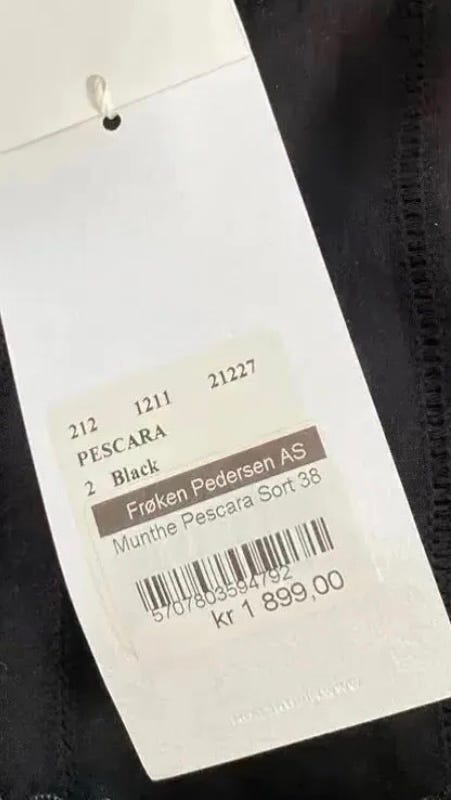 212 1211 21227
PESCARA
2 Black
Frøken Pedersen AS
Munthe Pescara Sort 38
5707803594792
kr 1 899,00